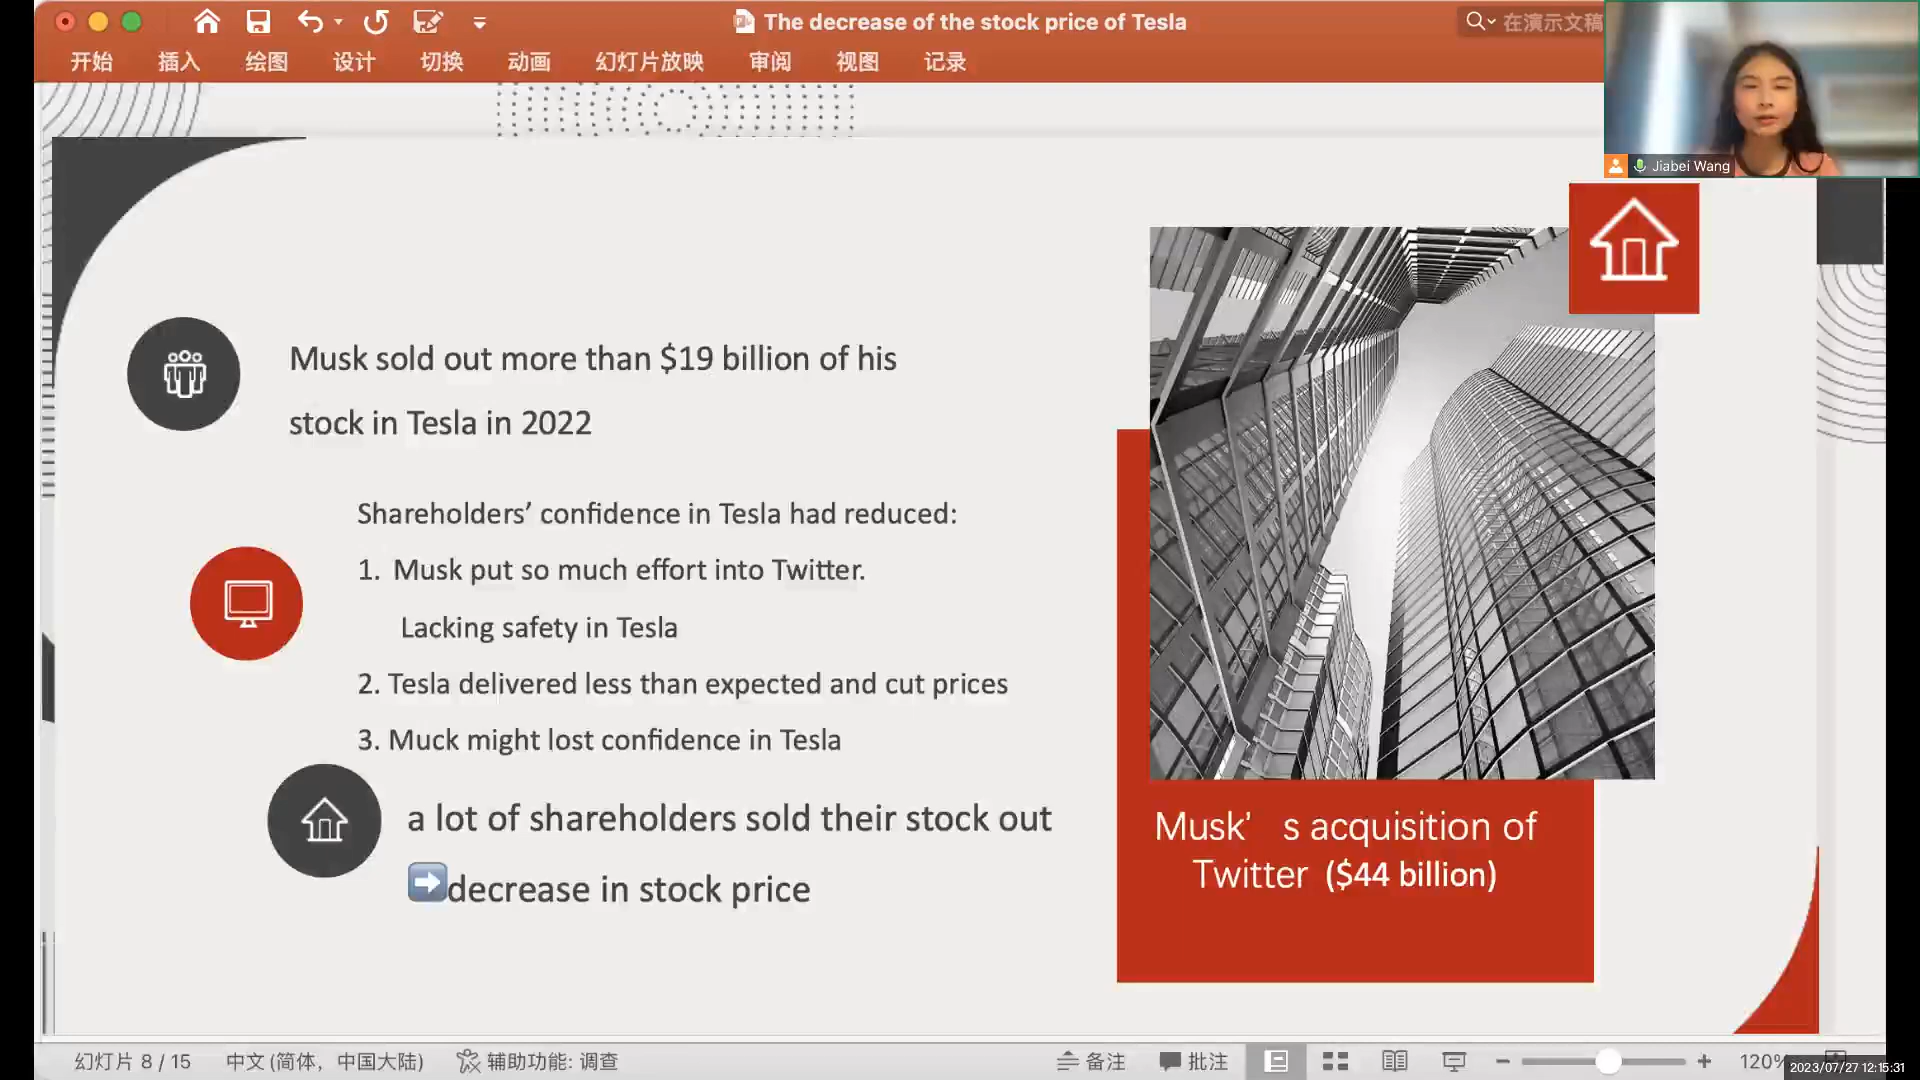 The decrease of the stock price of Tesla
在演示文稿
开始 插入 绘图 设计 切换 动画 幻灯片放映 审阅 视图 记录
Jiabei Wang
Musk sold out more than $19 billion of his
stock in Tesla in 2022
Shareholders’ confidence in Tesla had reduced:
1. Musk put so much effort into Twitter.
Lacking safety in Tesla
2. Tesla delivered less than expected and cut prices
3. Muck might lost confidence in Tesla
a lot of shareholders sold their stock out
➡decrease in stock price
Musk’ s acquisition of
Twitter ($44 billion)
幻灯片 8 / 15 中文 (简体，中国大陆) 辅助功能: 调查 备注 批注 120%
2023/07/27 12:15:31